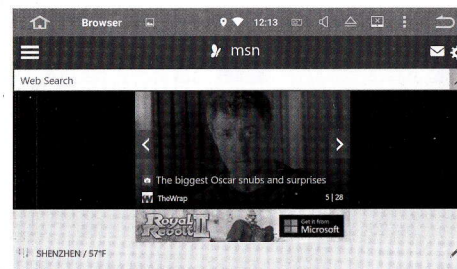 Browser 12:13
msn
Web Search
The biggest Oscar snubs and surprises
TheWrap 5 | 28
Royal Revolt II Get it from Microsoft
SHENZHEN / 57°F